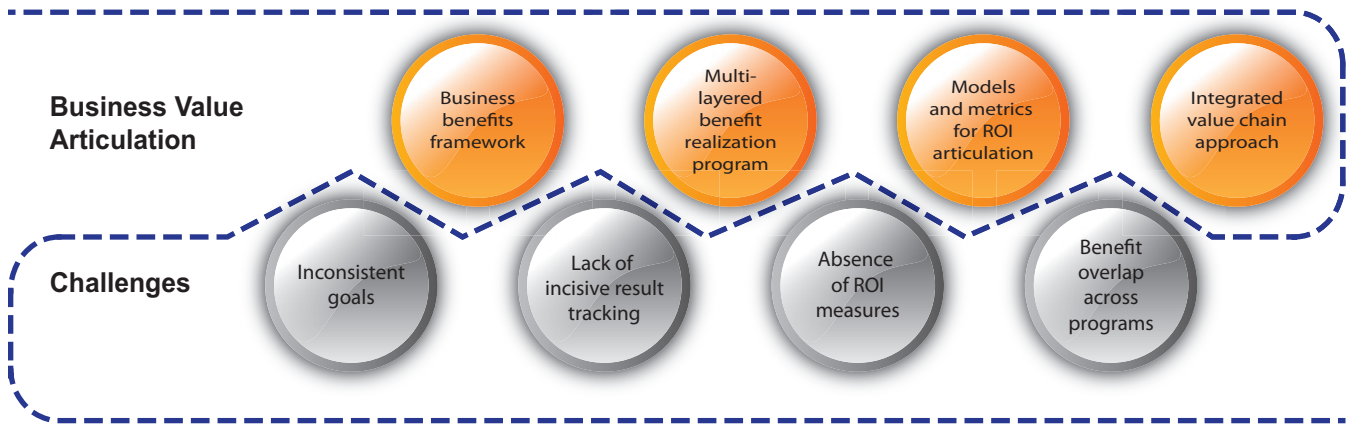 Business Value
Articulation
Business
benefits
framework
Multi-
layered
benefit
realization
program
Models
and metrics
for ROI
articulation
Integrated
value chain
approach
Challenges
Inconsistent
goals
Lack of
incisive result
tracking
Absence
of ROI
measures
Benefit
overlap
across
programs